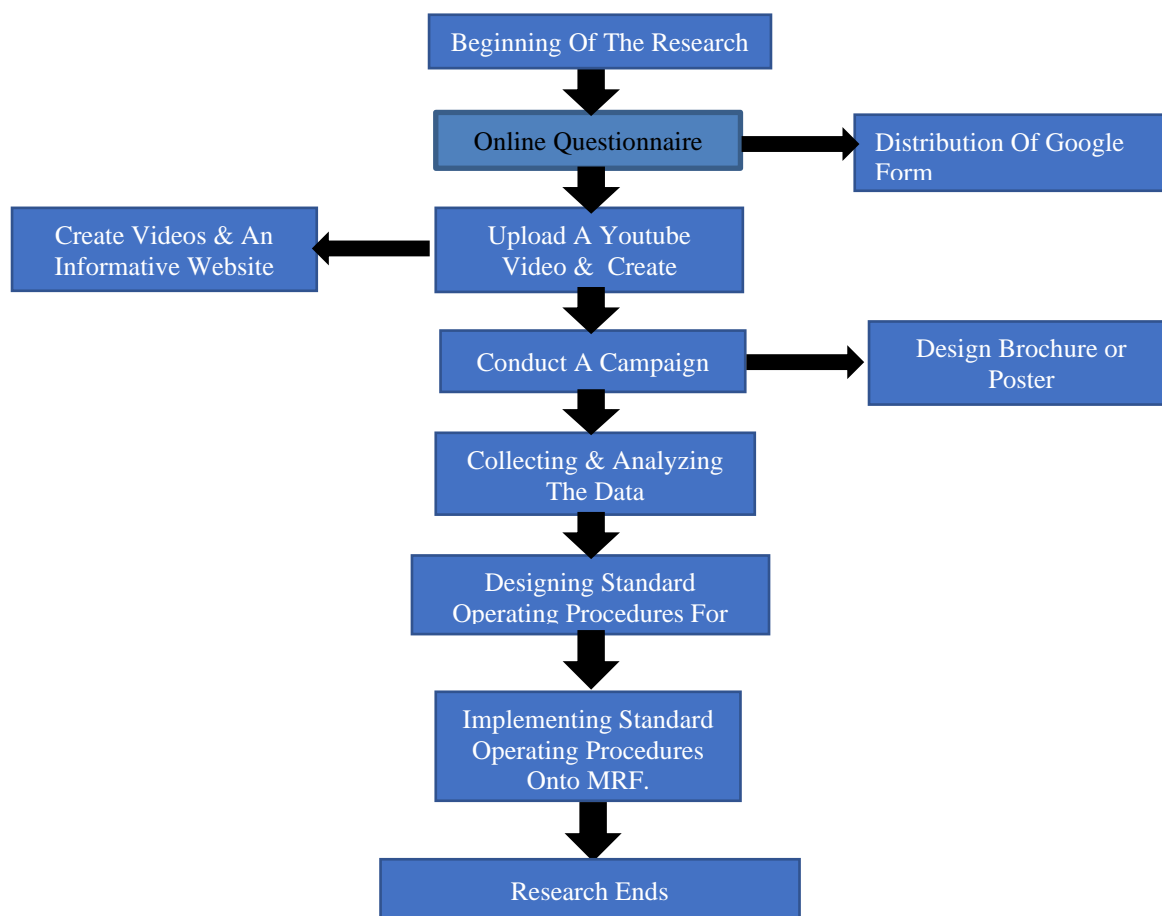 Beginning Of The Research
Online Questionnaire
Distribution Of Google
Form
Upload A Youtube
Video & Create
Create Videos & An
Informative Website
Conduct A Campaign
Design Brochure or
Poster
Collecting & Analyzing
The Data
Designing Standard
Operating Procedures For
Implementing Standard
Operating Procedures
Onto MRF.
Research Ends